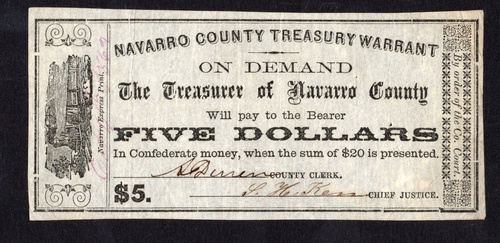 NAVARRO COUNTY TREASURY WARRANT
ON DEMAND
The Treasurer of Navarro County
Will pay to the Bearer
FIVE DOLLARS
In Confederate money, when the sum of $20 is presented.
COUNTY CLERK.
$5.
CHIEF JUSTICE.
Navarro Express Print.
By order of the Co. Court.